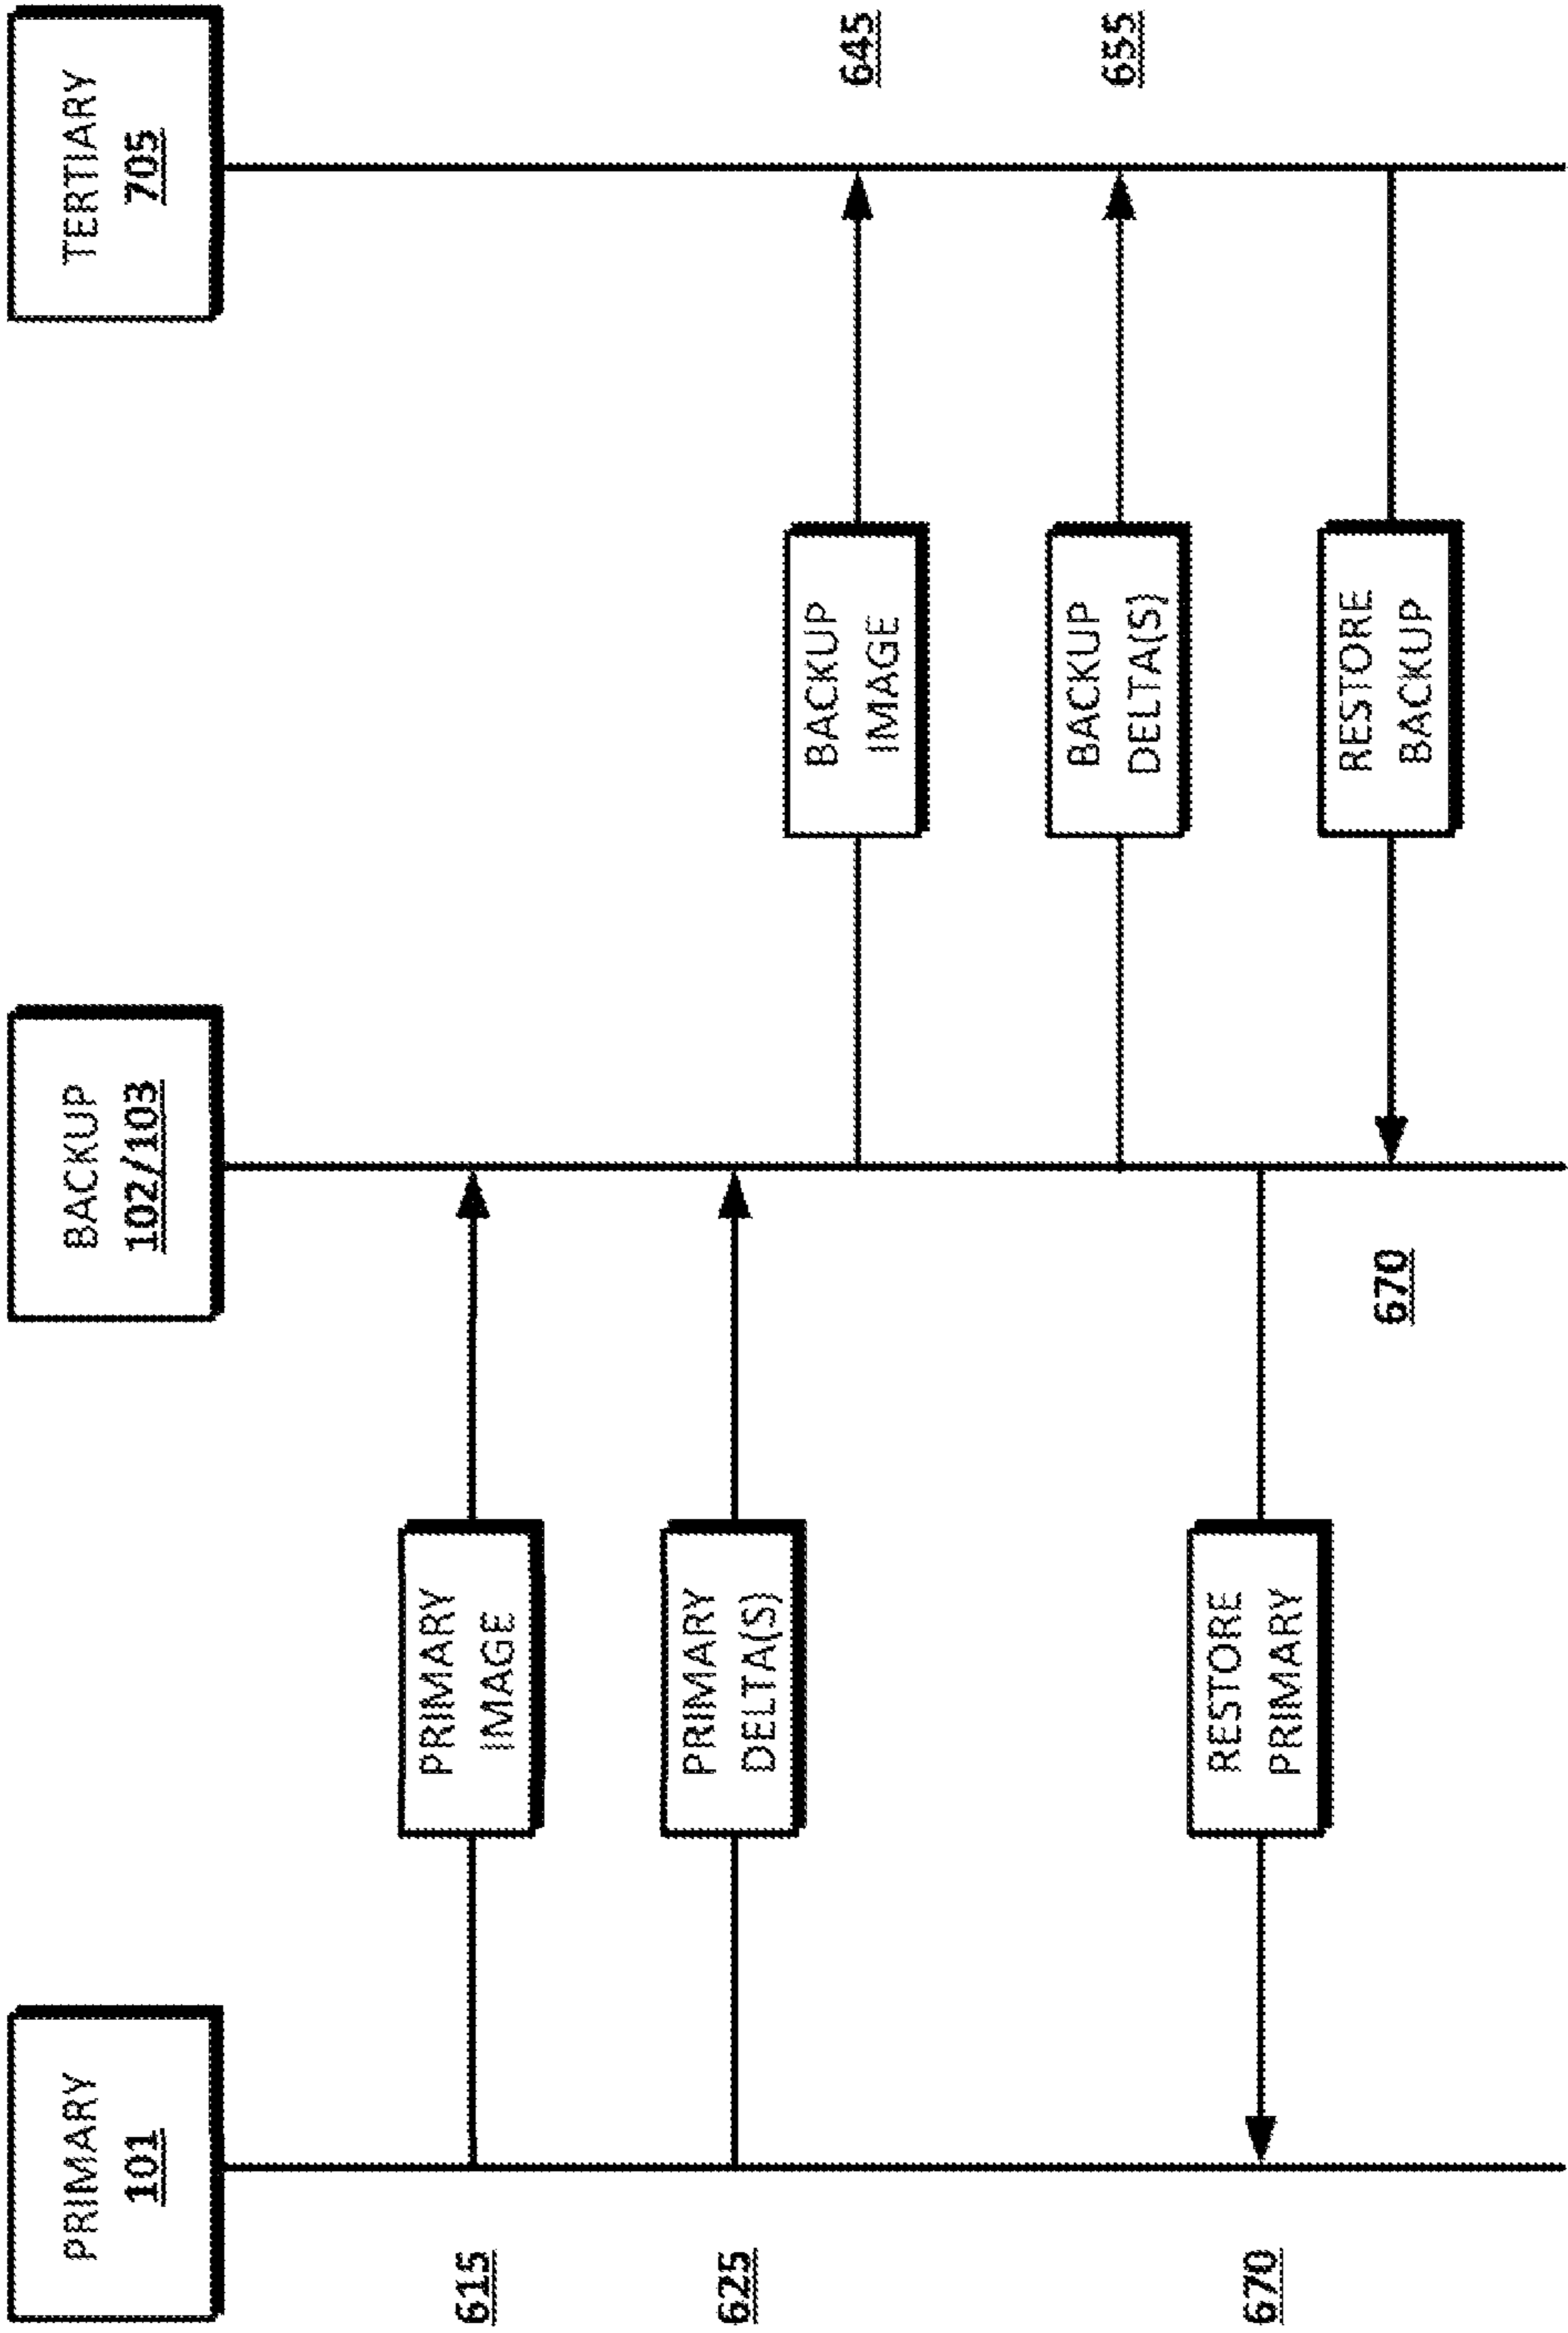 PRIMARY
101
BACKUP
102/103
TERTIARY
705
615
PRIMARY
IMAGE
625
PRIMARY
DELTA(S)
BACKUP
IMAGE
645
BACKUP
DELTA(S)
655
670
RESTORE
PRIMARY
670
RESTORE
BACKUP